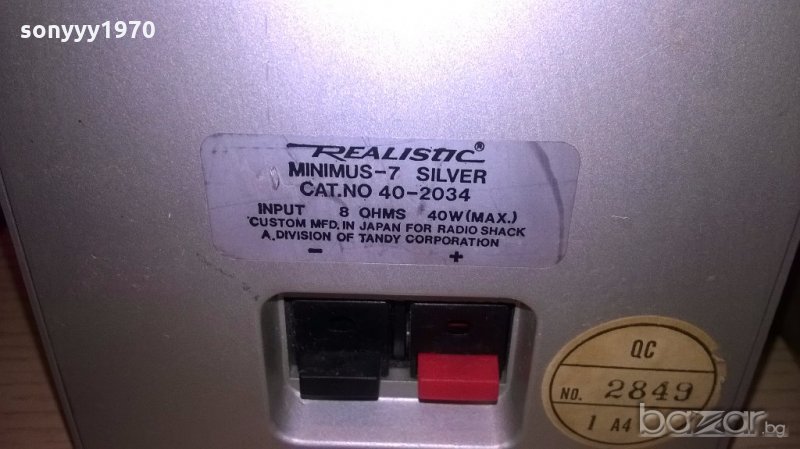 sonyyy1970
REALISTIC®
MINIMUS-7 SILVER
CAT.NO 40-2034
INPUT 8 OHMS 40W(MAX.)
CUSTOM MFD. IN JAPAN FOR RADIO SHACK
A DIVISION OF TANDY CORPORATION
- +
QC
NO. 2849
1 A4
bazar.bg